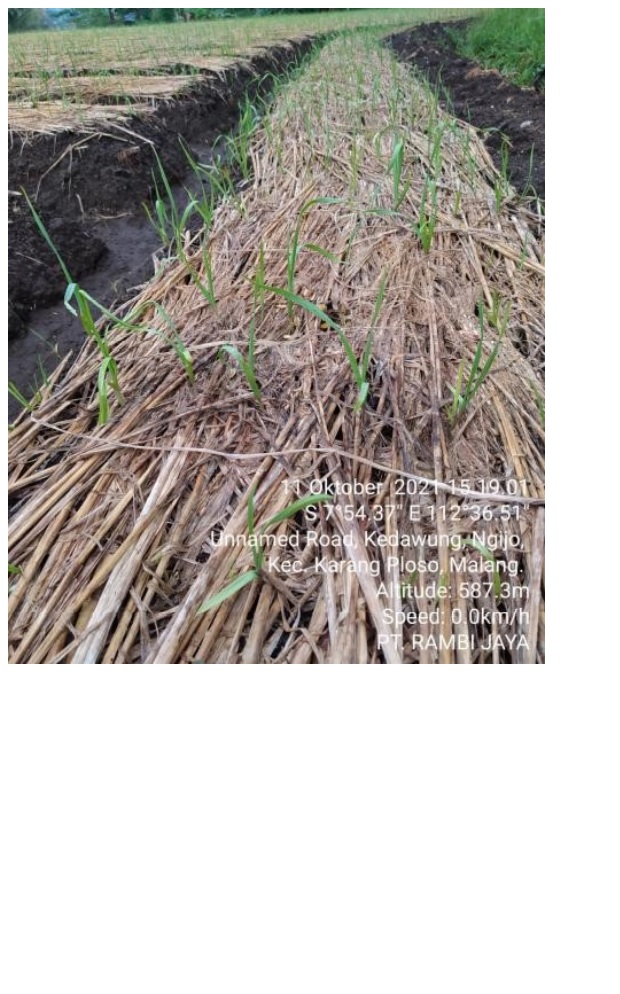 11 Oktober 2021 15.19.01
S 7°54.37" E 112°36.51"
Unnamed Road, Kedawung, Ngijo,
Kec. Karang Ploso, Malang.
Altitude: 587.3m
Speed: 0.0km/h
PT. RAMBI JAYA